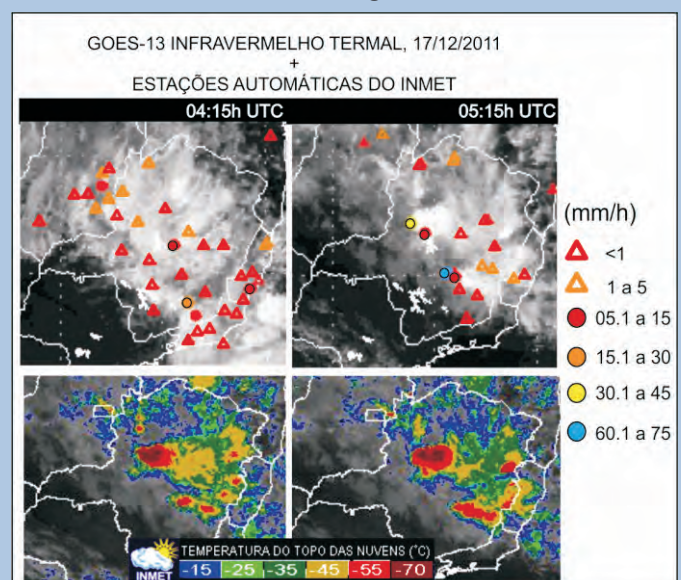 GOES-13 INFRAVERMELHO TERMAL, 17/12/2011
+
ESTAÇÕES AUTOMÁTICAS DO INMET
04:15h UTC
05:15h UTC
(mm/h)
<1
1 a 5
05.1 a 15
15.1 a 30
30.1 a 45
60.1 a 75
INMET
TEMPERATURA DO TOPO DAS NUVENS (°C)
-15 -25 -35 -45 -55 -70